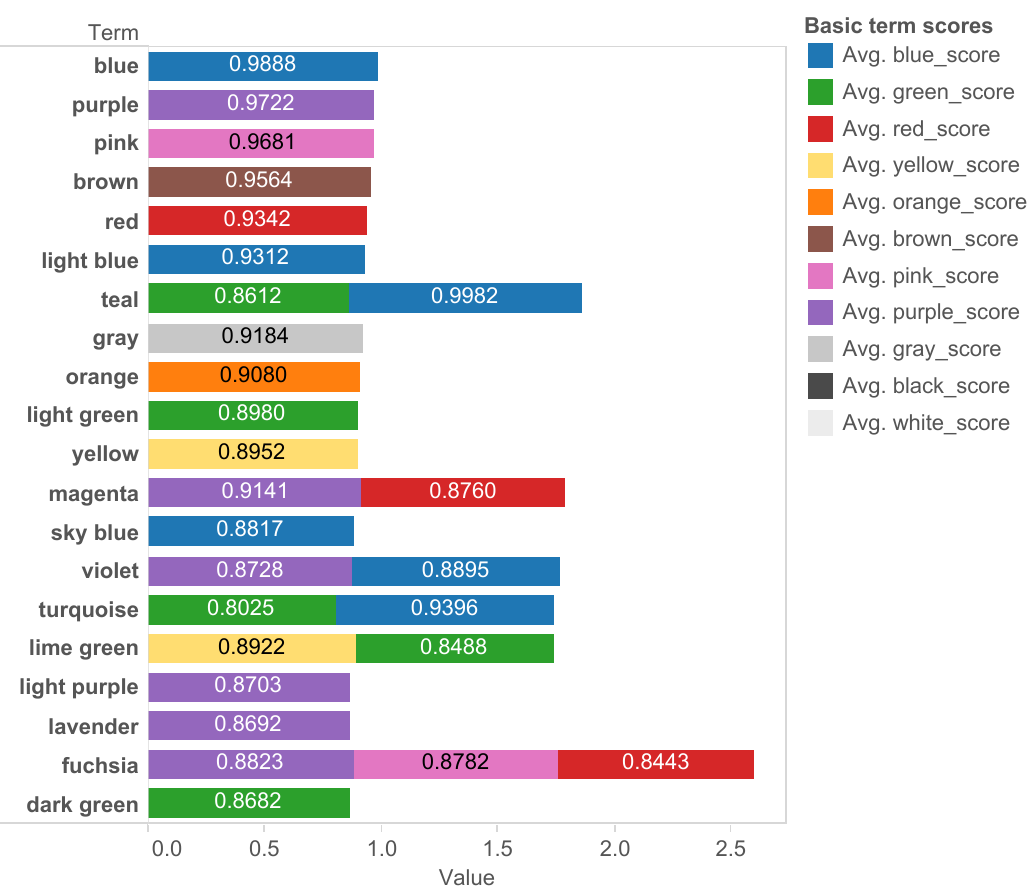 Term
blue 0.9888
purple 0.9722
pink 0.9681
brown 0.9564
red 0.9342
light blue 0.9312
teal 0.8612 0.9982
gray 0.9184
orange 0.9080
light green 0.8980
yellow 0.8952
magenta 0.9141 0.8760
sky blue 0.8817
violet 0.8728 0.8895
turquoise 0.8025 0.9396
lime green 0.8922 0.8488
light purple 0.8703
lavender 0.8692
fuchsia 0.8823 0.8782 0.8443
dark green 0.8682
0.0 0.5 1.0 1.5 2.0 2.5
Value
Basic term scores
Avg. blue_score
Avg. green_score
Avg. red_score
Avg. yellow_score
Avg. orange_score
Avg. brown_score
Avg. pink_score
Avg. purple_score
Avg. gray_score
Avg. black_score
Avg. white_score